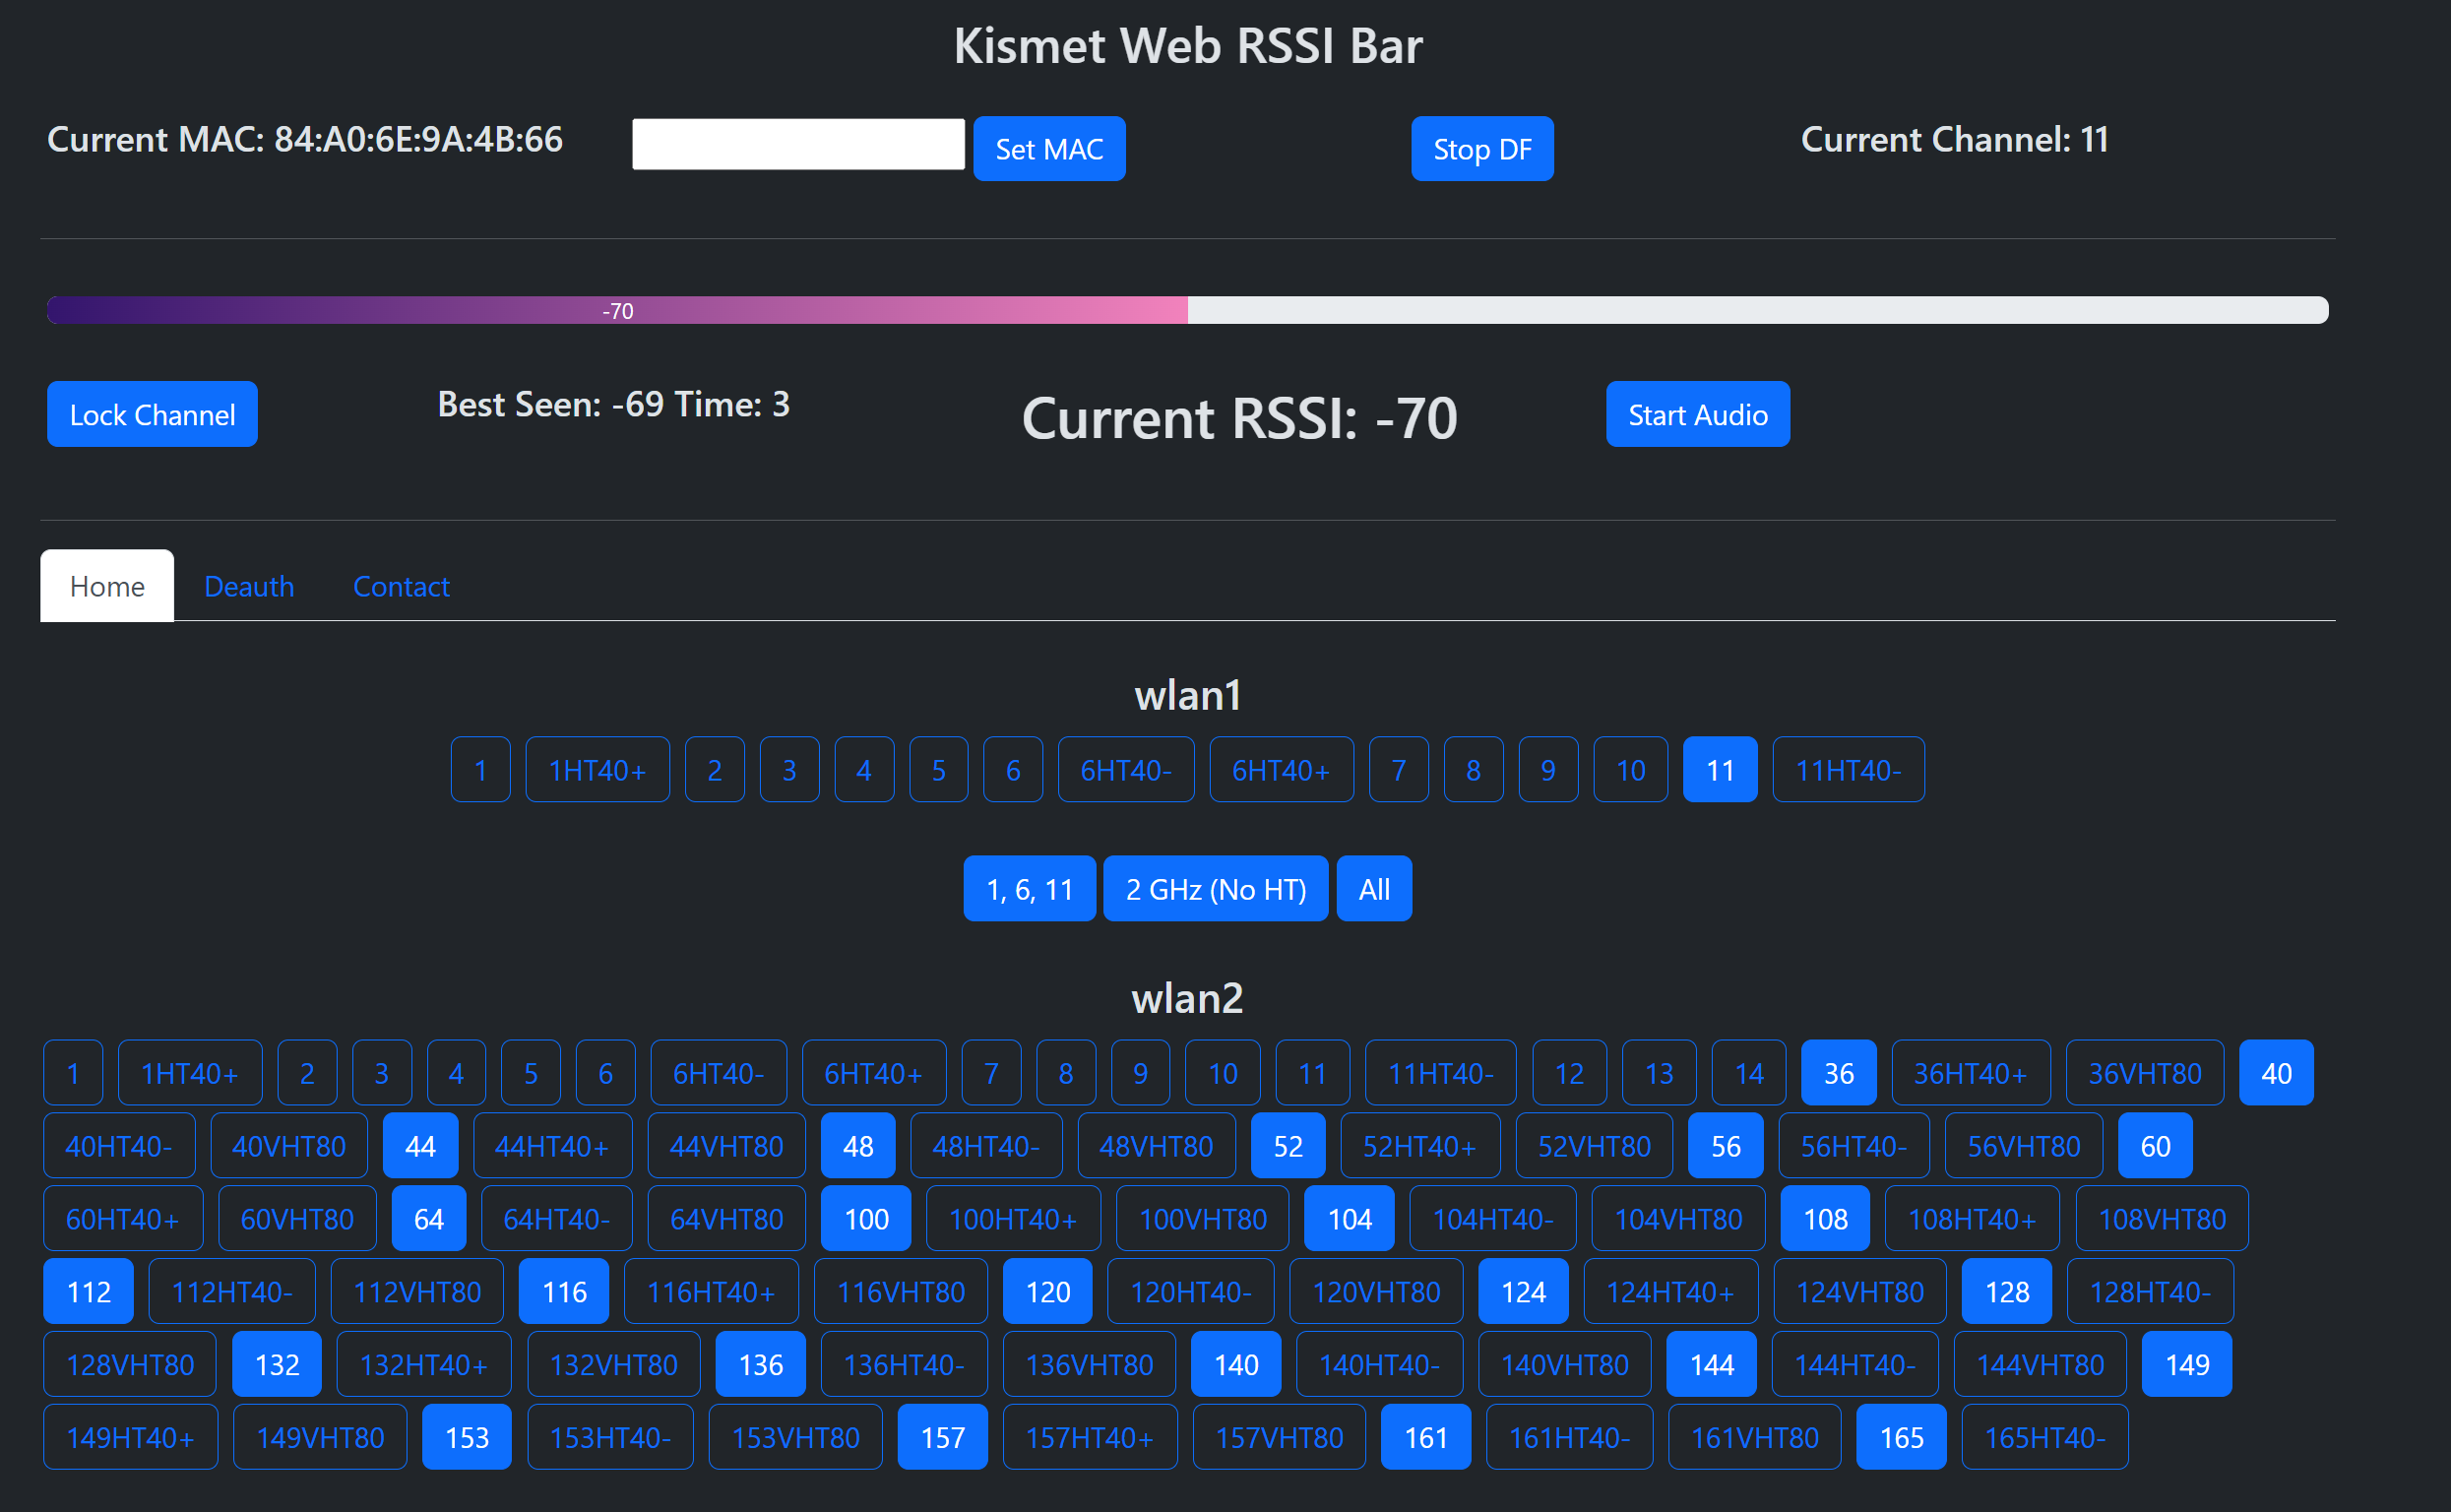 Kismet Web RSSI Bar
Current MAC: 84:A0:6E:9A:4B:66 Set MAC Stop DF Current Channel: 11
-70
Lock Channel Best Seen: -69 Time: 3 Current RSSI: -70 Start Audio
Home Deauth Contact
wlan1
1 1HT40+ 2 3 4 5 6 6HT40- 6HT40+ 7 8 9 10 11 11HT40-
1, 6, 11 2 GHz (No HT) All
wlan2
1 1HT40+ 2 3 4 5 6 6HT40- 6HT40+ 7 8 9 10 11 11HT40- 12 13 14 36 36HT40+ 36VHT80 40
40HT40- 40VHT80 44 44HT40+ 44VHT80 48 48HT40- 48VHT80 52 52HT40+ 52VHT80 56 56HT40- 56VHT80 60
60HT40+ 60VHT80 64 64HT40- 64VHT80 100 100HT40+ 100VHT80 104 104HT40- 104VHT80 108 108HT40+ 108VHT80
112 112HT40- 112VHT80 116 116HT40+ 116VHT80 120 120HT40- 120VHT80 124 124HT40+ 124VHT80 128 128HT40-
128VHT80 132 132HT40+ 132VHT80 136 136HT40- 136VHT80 140 140HT40- 140VHT80 144 144HT40- 144VHT80 149
149HT40+ 149VHT80 153 153HT40- 153VHT80 157 157HT40+ 157VHT80 161 161HT40- 161VHT80 165 165HT40-